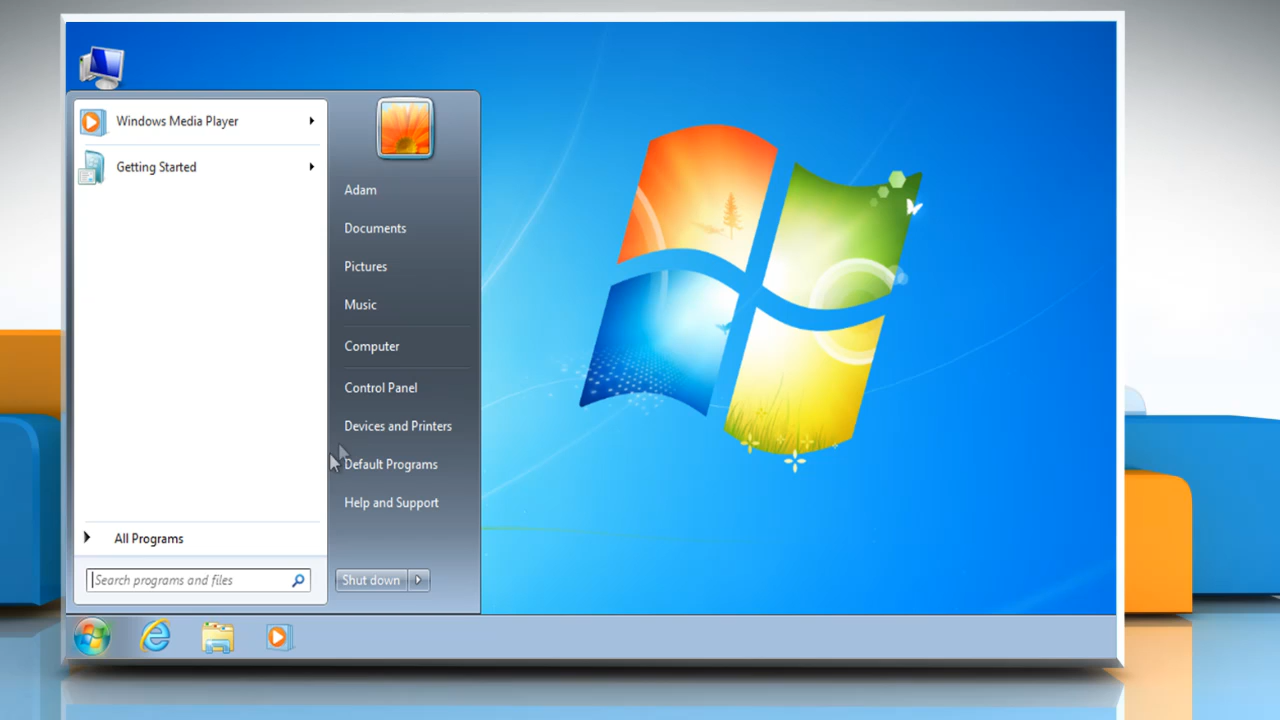 Windows Media Player
Getting Started
All Programs
Search programs and files
Adam
Documents
Pictures
Music
Computer
Control Panel
Devices and Printers
Default Programs
Help and Support
Shut down